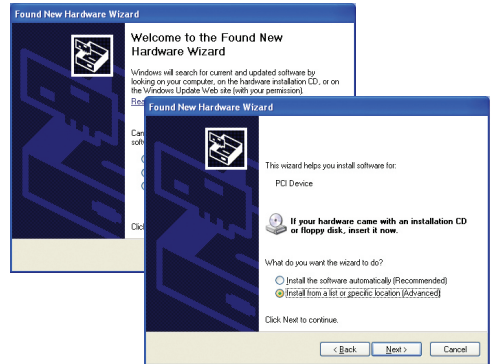 Found New Hardware Wizard
Welcome to the Found New
Hardware Wizard
Windows will search for current and updated software by
looking on your computer, on the hardware installation CD, or on
the Windows Update Web site (with your permission).
Found New Hardware Wizard
This wizard helps you install software for:
PCI Device
If your hardware came with an installation CD
or floppy disk, insert it now.
What do you want the wizard to do?
Install the software automatically (Recommended)
Install from a list or specific location (Advanced)
Click Next to continue.
< Back
Next >
Cancel